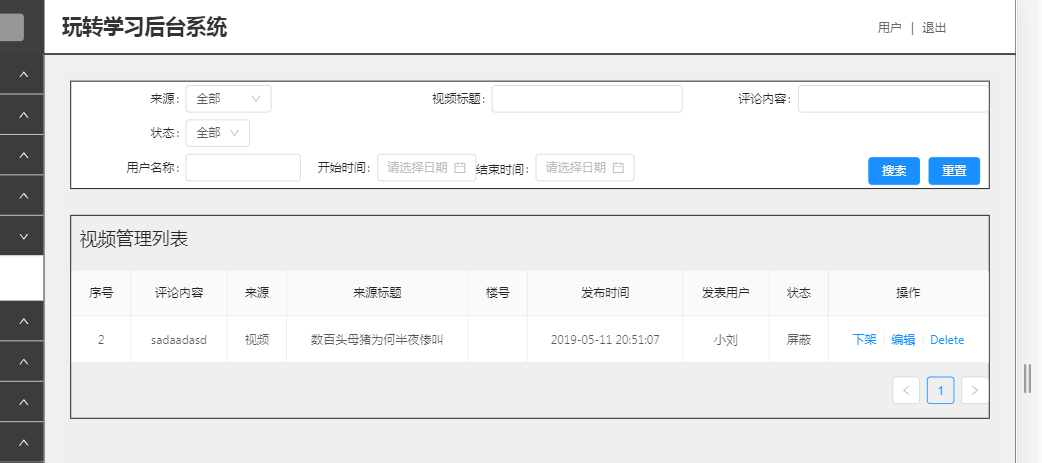 玩转学习后台系统
用户 | 退出
来源: 全部 视频标题: 评论内容:
状态: 全部
用户名称: 开始时间: 请选择日期 结束时间: 请选择日期 搜索 重置
视频管理列表
序号 评论内容 来源 来源标题 楼号 发布时间 发表用户 状态 操作
2 sadaadasd 视频 数百头母猪为何半夜惨叫 2019-05-11 20:51:07 小刘 屏蔽 下架 编辑 Delete
< 1 >